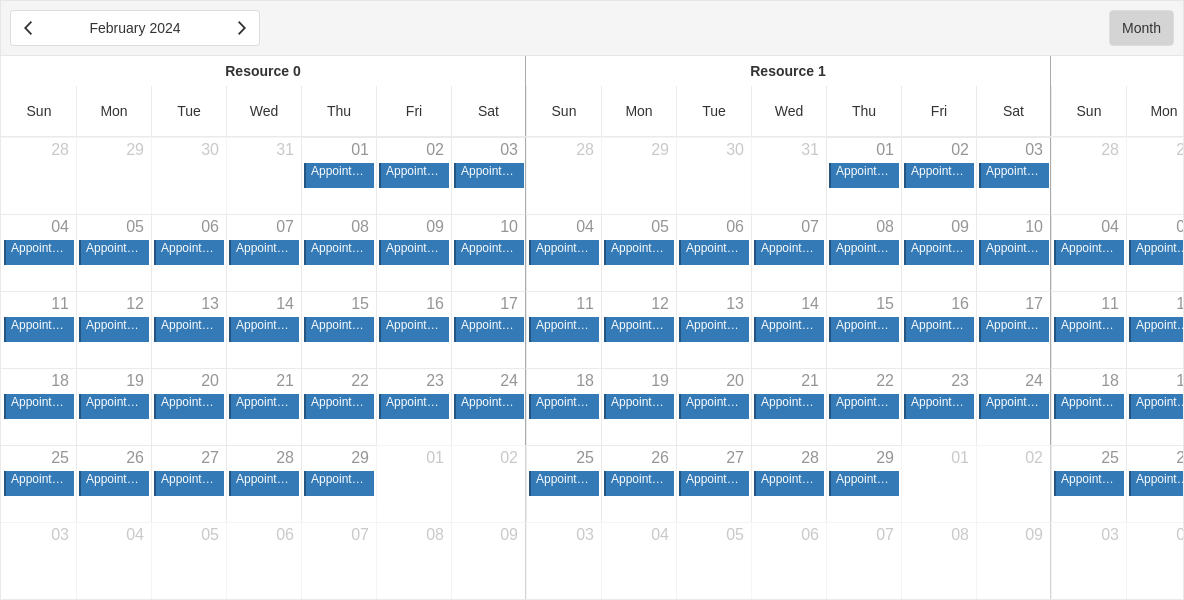 February 2024 Month
Resource 0 Resource 1
Sun Mon Tue Wed Thu Fri Sat Sun Mon Tue Wed Thu Fri Sat Sun Mon
28 29 30 31 01 02 03 28 29 30 31 01 02 03 28
Appoint… Appoint… Appoint… Appoint… Appoint… Appoint…
04 05 06 07 08 09 10 04 05 06 07 08 09 10 04
Appoint… Appoint… Appoint… Appoint… Appoint… Appoint… Appoint… Appoint… Appoint… Appoint… Appoint… Appoint… Appoint… Appoint… Appoint… Appoint…
11 12 13 14 15 16 17 11 12 13 14 15 16 17 11
Appoint… Appoint… Appoint… Appoint… Appoint… Appoint… Appoint… Appoint… Appoint… Appoint… Appoint… Appoint… Appoint… Appoint… Appoint… Appoint…
18 19 20 21 22 23 24 18 19 20 21 22 23 24 18
Appoint… Appoint… Appoint… Appoint… Appoint… Appoint… Appoint… Appoint… Appoint… Appoint… Appoint… Appoint… Appoint… Appoint… Appoint… Appoint…
25 26 27 28 29 01 02 25 26 27 28 29 01 02 25
Appoint… Appoint… Appoint… Appoint… Appoint… Appoint… Appoint… Appoint… Appoint… Appoint… Appoint… Appoint…
03 04 05 06 07 08 09 03 04 05 06 07 08 09 03